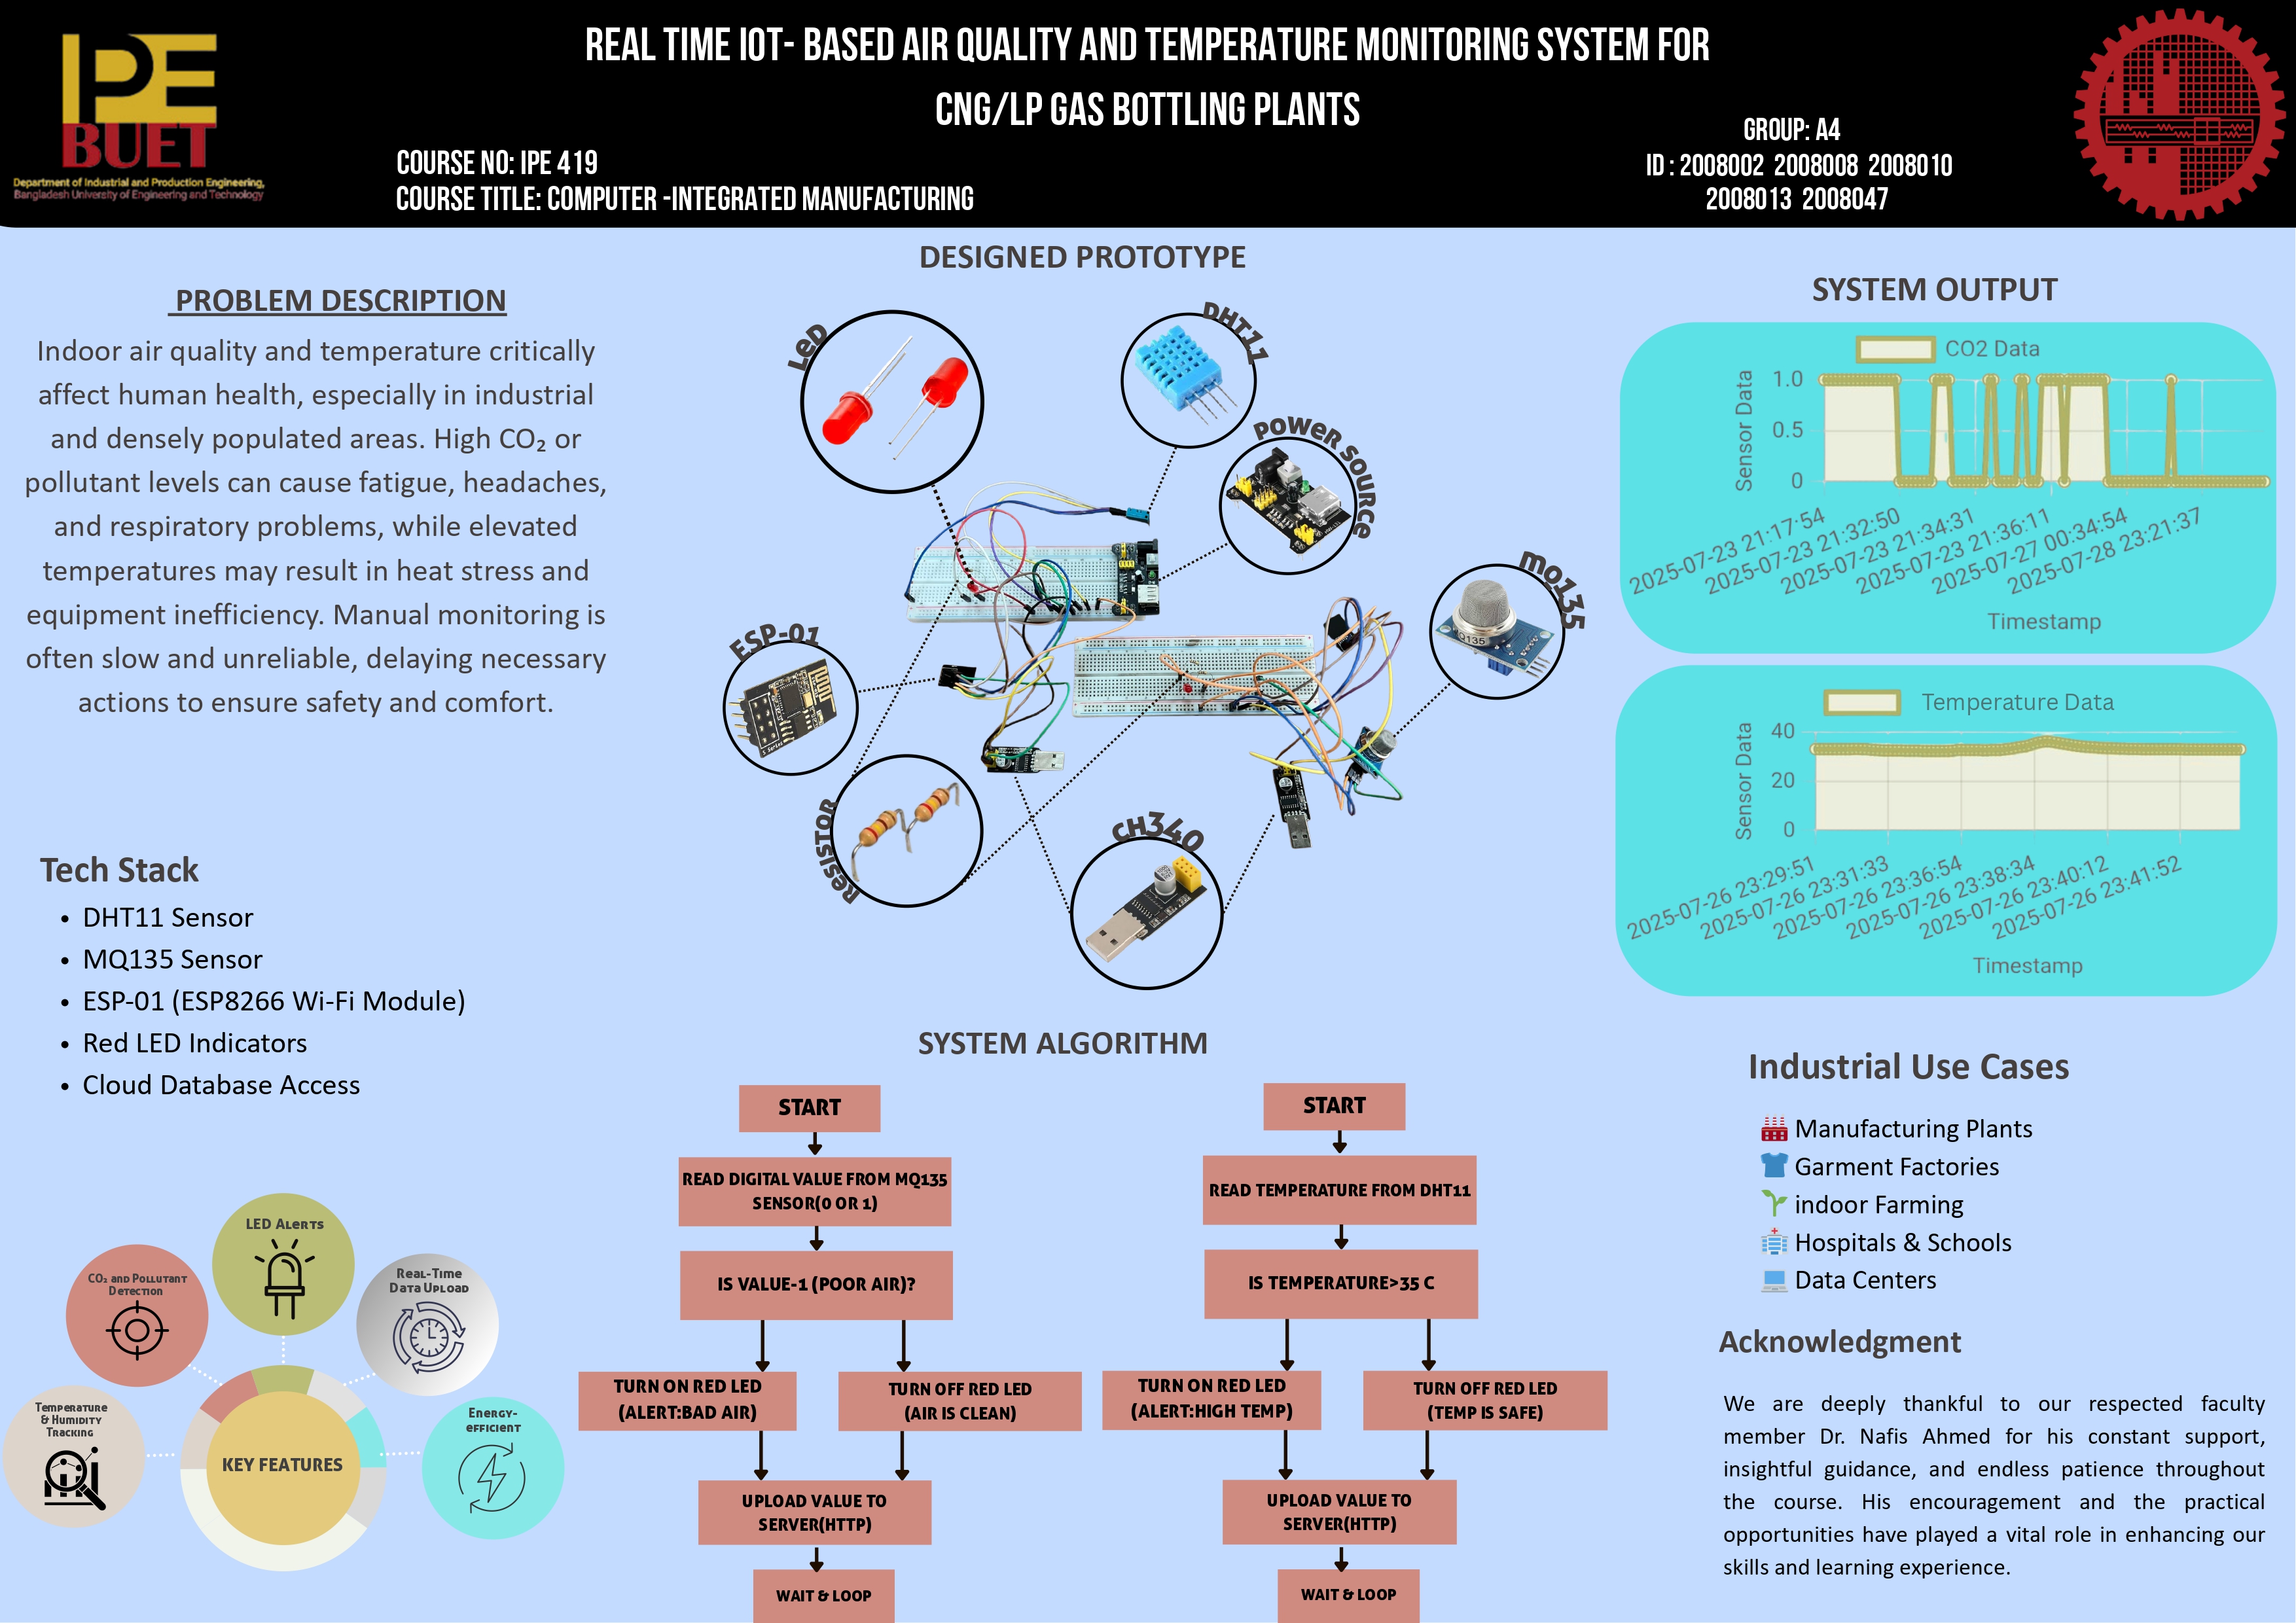 IPE
BUET
Department of Industrial and Production Engineering,
Bangladesh University of Engineering and Technology
REAL TIME IOT- BASED AIR QUALITY AND TEMPERATURE MONITORING SYSTEM FOR
CNG/LP GAS BOTTLING PLANTS
COURSE NO: IPE 419
COURSE TITLE: COMPUTER -INTEGRATED MANUFACTURING
GROUP: A4
ID : 2008002 2008008 2008010
2008013 2008047
PROBLEM DESCRIPTION
Indoor air quality and temperature critically
affect human health, especially in industrial
and densely populated areas. High CO₂ or
pollutant levels can cause fatigue, headaches,
and respiratory problems, while elevated
temperatures may result in heat stress and
equipment inefficiency. Manual monitoring is
often slow and unreliable, delaying necessary
actions to ensure safety and comfort.
Tech Stack
• DHT11 Sensor
• MQ135 Sensor
• ESP-01 (ESP8266 Wi-Fi Module)
• Red LED Indicators
• Cloud Database Access
LED Alerts
CO₂ and Pollutant
Detection
Real-Time
Data Upload
Temperature
& Humidity
Tracking
Energy-
efficient
KEY FEATURES
DESIGNED PROTOTYPE
LED
DHT11
POWER SOURCE
MQ135
ESP-01
RESISTOR
CH340
SYSTEM ALGORITHM
START
READ DIGITAL VALUE FROM MQ135
SENSOR(0 OR 1)
IS VALUE-1 (POOR AIR)?
TURN ON RED LED
(ALERT:BAD AIR)
TURN OFF RED LED
(AIR IS CLEAN)
UPLOAD VALUE TO
SERVER(HTTP)
WAIT & LOOP
START
READ TEMPERATURE FROM DHT11
IS TEMPERATURE>35 C
TURN ON RED LED
(ALERT:HIGH TEMP)
TURN OFF RED LED
(TEMP IS SAFE)
UPLOAD VALUE TO
SERVER(HTTP)
WAIT & LOOP
SYSTEM OUTPUT
CO2 Data
Sensor Data
1.0
0.5
0
2025-07-23 21:17:54
2025-07-23 21:32:50
2025-07-23 21:34:31
2025-07-23 21:36:11
2025-07-27 00:34:54
2025-07-28 23:21:37
Timestamp
Temperature Data
Sensor Data
40
20
0
2025-07-26 23:29:51
2025-07-26 23:31:33
2025-07-26 23:36:54
2025-07-26 23:38:34
2025-07-26 23:40:12
2025-07-26 23:41:52
Timestamp
Industrial Use Cases
Manufacturing Plants
Garment Factories
indoor Farming
Hospitals & Schools
Data Centers
Acknowledgment
We are deeply thankful to our respected faculty
member Dr. Nafis Ahmed for his constant support,
insightful guidance, and endless patience throughout
the course. His encouragement and the practical
opportunities have played a vital role in enhancing our
skills and learning experience.